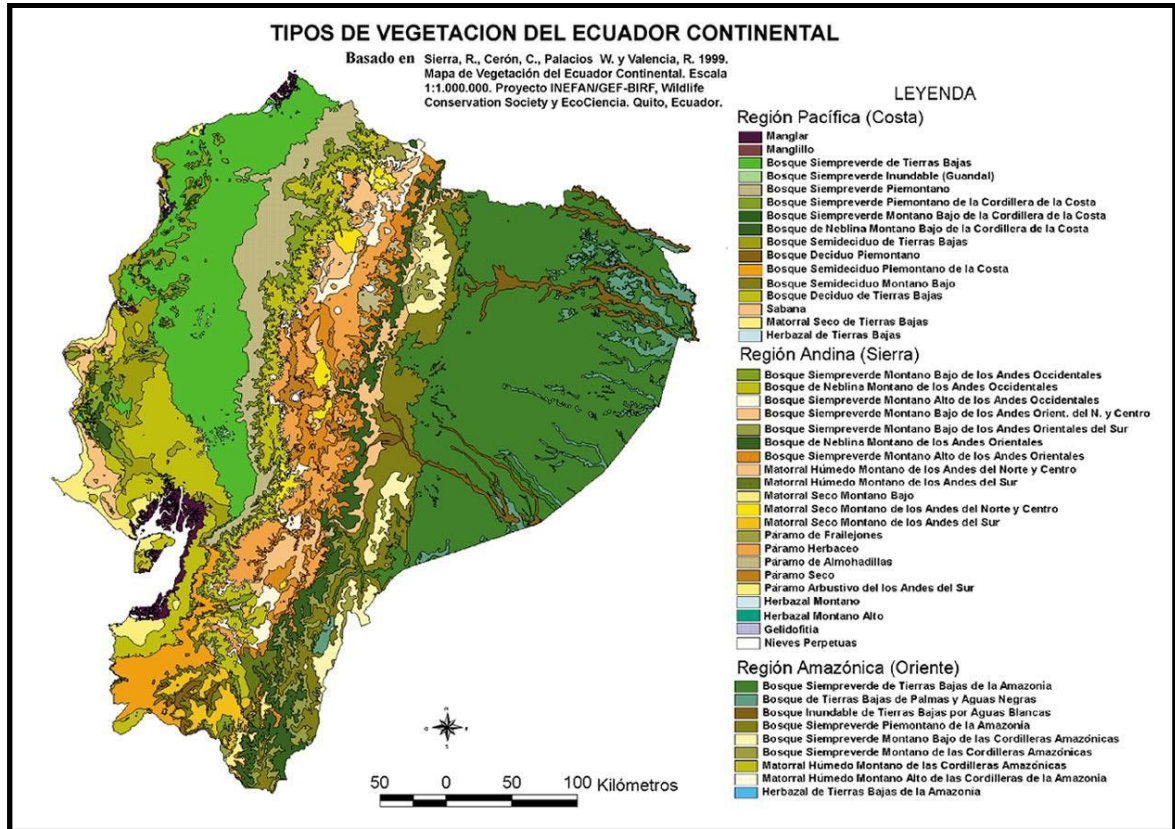 TIPOS DE VEGETACION DEL ECUADOR CONTINENTAL
Basado en Sierra, R., Cerón, C., Palacios W. y Valencia, R. 1999.
Mapa de Vegetación del Ecuador Continental. Escala
1:1.000.000. Proyecto INEFAN/GEF-BIRF, Wildlife
Conservation Society y EcoCiencia. Quito, Ecuador.
LEYENDA
Región Pacífica (Costa)
Manglar
Manglillo
Bosque Siempreverde de Tierras Bajas
Bosque Siempreverde Inundable (Guandal)
Bosque Siempreverde Piemontano
Bosque Siempreverde Piemontano de la Cordillera de la Costa
Bosque Siempreverde Montano Bajo de la Cordillera de la Costa
Bosque de Neblina Montano Bajo de la Cordillera de la Costa
Bosque Semideciduo de Tierras Bajas
Bosque Deciduo Piemontano
Bosque Semideciduo Piemontano de la Costa
Bosque Semideciduo Montano Bajo
Bosque Deciduo de Tierras Bajas
Sabana
Matorral Seco de Tierras Bajas
Herbazal de Tierras Bajas
Región Andina (Sierra)
Bosque Siempreverde Montano Bajo de los Andes Occidentales
Bosque de Neblina Montano de los Andes Occidentales
Bosque Siempreverde Montano Alto de los Andes Occidentales
Bosque Siempreverde Montano Bajo de los Andes Orient. del N. y Centro
Bosque Siempreverde Montano Bajo de los Andes Orientales del Sur
Bosque de Neblina Montano de los Andes Orientales
Bosque Siempreverde Montano Alto de los Andes Orientales
Matorral Húmedo Montano de los Andes del Norte y Centro
Matorral Húmedo Montano de los Andes del Sur
Matorral Seco Montano Bajo
Matorral Seco Montano de los Andes del Norte y Centro
Matorral Seco Montano de los Andes del Sur
Páramo de Frailejones
Páramo Herbaceo
Páramo de Almohadillas
Páramo Seco
Páramo Arbustivo del los Andes del Sur
Herbazal Montano
Herbazal Montano Alto
Gelidofitia
Nieves Perpetuas
Región Amazónica (Oriente)
Bosque Siempreverde de Tierras Bajas de la Amazonia
Bosque de Tierras Bajas de Palmas y Aguas Negras
Bosque Inundable de Tierras Bajas por Aguas Blancas
Bosque Siempreverde Piemontano de la Amazonía
Bosque Siempreverde Montano Bajo de las Cordilleras Amazónicas
Bosque Siempreverde Montano de las Cordilleras Amazónicas
Matorral Húmedo Montano de las Cordilleras Amazónicas
Matorral Húmedo Montano Alto de las Cordilleras de la Amazonia
Herbazal de Tierras Bajas de la Amazonía
50 0 50 100 Kilómetros